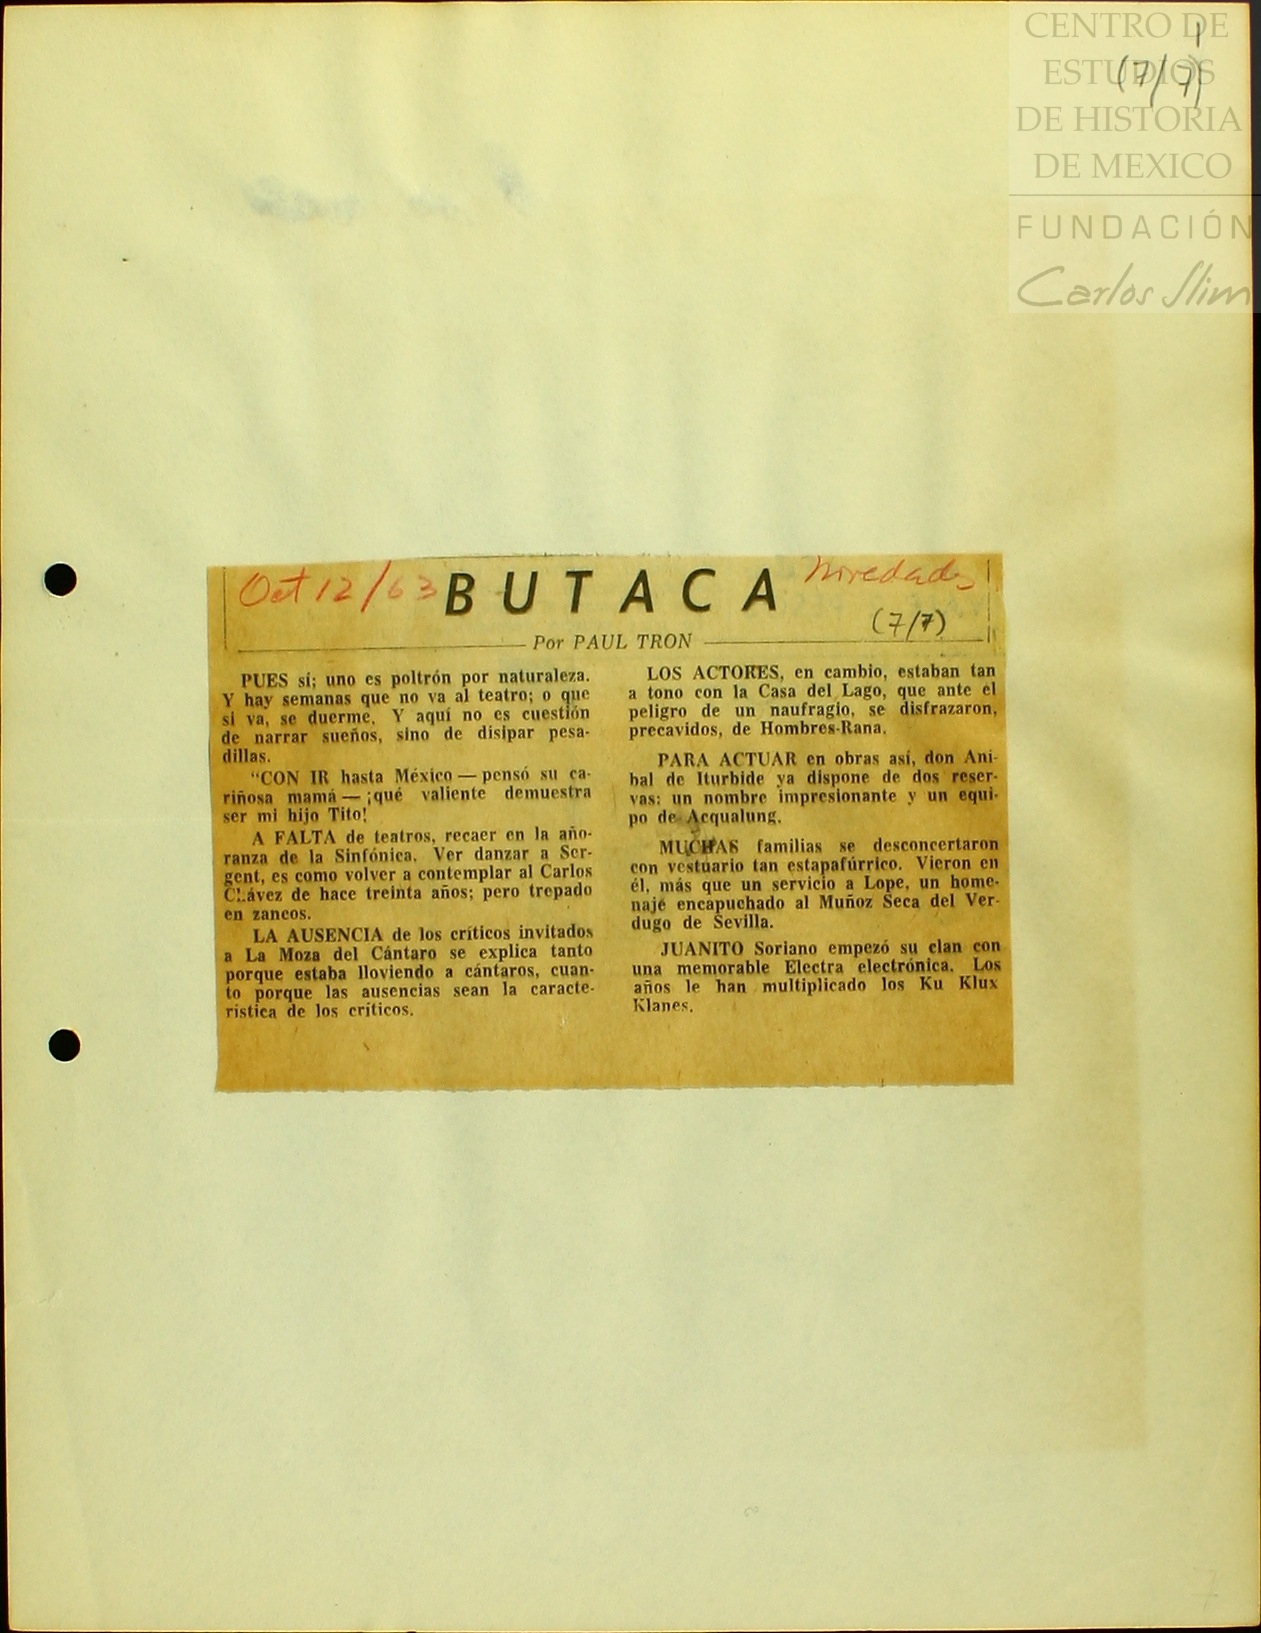 CENTRO DE
ESTUDIOS
DE HISTORIA
DE MEXICO
FUNDACIÓN
Carlos Slim
(7/7)
Oct 12/63
BUTACA
Novedades
(7/7)
Por PAUL TRON
PUES sí; uno es poltrón por naturaleza.
Y hay semanas que no va al teatro; o que
si va, se duerme. Y aquí no es cuestión
de narrar sueños, sino de disipar pesa-
dillas.
"CON IR hasta México — pensó su ca-
riñosa mamá — ¡qué valiente demuestra
ser mi hijo Tito!
A FALTA de teatros, recaer en la año-
ranza de la Sinfónica. Ver danzar a Ser-
gent, es como volver a contemplar al Carlos
Chávez de hace treinta años; pero trepado
en zancos.
LA AUSENCIA de los críticos invitados
a La Moza del Cántaro se explica tanto
porque estaba lloviendo a cántaros, cuan-
to porque las ausencias sean la caracte-
rística de los críticos.
LOS ACTORES, en cambio, estaban tan
a tono con la Casa del Lago, que ante el
peligro de un naufragio, se disfrazaron,
precavidos, de Hombres-Rana.
PARA ACTUAR en obras así, don Aní-
bal de Iturbide ya dispone de dos reser-
vas: un nombre impresionante y un equi-
po de Acqualung.
MUCHAS familias se desconcertaron
con vestuario tan estapafúrrico. Vieron en
él, más que un servicio a Lope, un home-
naje encapuchado al Muñoz Seca del Ver-
dugo de Sevilla.
JUANITO Soriano empezó su clan con
una memorable Electra electrónica. Los
años le han multiplicado los Ku Klux
Klanes.
7